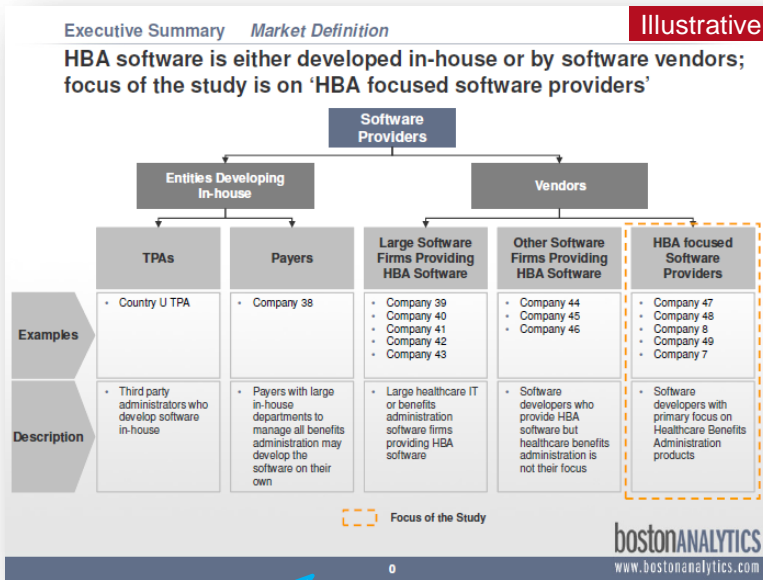 Executive Summary Market Definition
Illustrative
HBA software is either developed in-house or by software vendors;
focus of the study is on ‘HBA focused software providers’
Software
Providers
Entities Developing
In-house
Vendors
TPAs
Payers
Large Software
Firms Providing
HBA Software
Other Software
Firms Providing
HBA Software
HBA focused
Software
Providers
Examples
• Country U TPA
• Company 38
• Company 39
• Company 40
• Company 41
• Company 42
• Company 43
• Company 44
• Company 45
• Company 46
• Company 47
• Company 48
• Company 8
• Company 49
• Company 7
Description
• Third party
administrators who
develop software
in-house
• Payers with large
in-house
departments to
manage all benefits
administration may
develop the
software on their
own
• Large healthcare IT
or benefits
administration
software firms
providing HBA
software
• Software
developers who
provide HBA
software but
healthcare benefits
administration is
not their focus
• Software
developers with
primary focus on
Healthcare Benefits
Administration
products
Focus of the Study
bostonANALYTICS
0
www.bostonanalytics.com